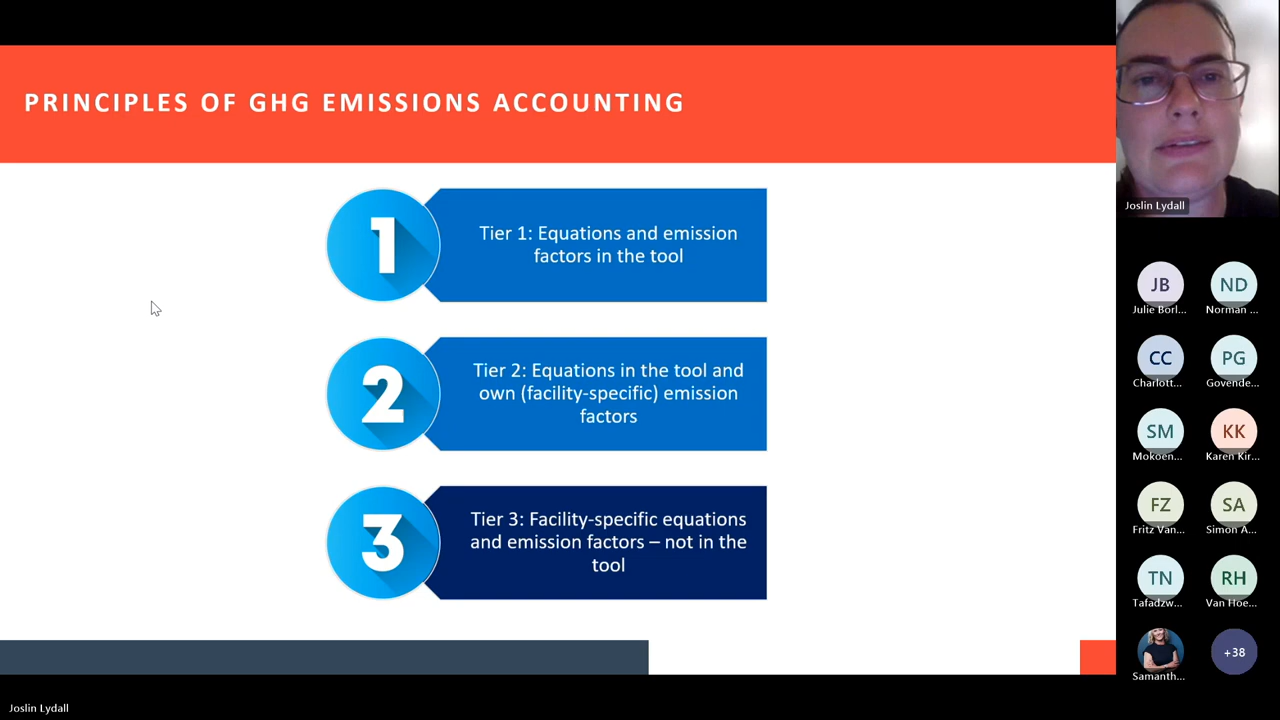 PRINCIPLES OF GHG EMISSIONS ACCOUNTING
1
Tier 1: Equations and emission
factors in the tool
2
Tier 2: Equations in the tool and
own (facility-specific) emission
factors
3
Tier 3: Facility-specific equations
and emission factors – not in the
tool
Joslin Lydall
JB
ND
Julie Borl...
Norman ...
CC
PG
Charlott...
Govende...
SM
KK
Mokoen...
Karen Kir...
FZ
SA
Fritz Van...
Simon A...
TN
RH
Tafadzw...
Van Hoe...
+38
Samanth...
Joslin Lydall